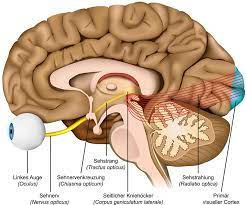 Sehstrang
(Tractus opticus)
Linkes Auge
(Oculus)
Sehnervenkreuzung
(Chiasma opticum)
Sehstrahlung
(Radiatio optica)
Primär
visueller Cortex
Sehnerv
(Nervus opticus)
Seitlicher Kniehöcker
(Corpus geniculatum laterale)